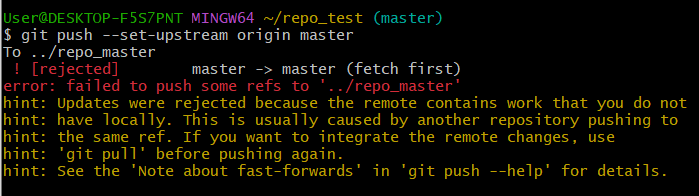 User@DESKTOP-F5S7PNT MINGW64 ~/repo_test (master)
$ git push --set-upstream origin master
To ../repo_master
 ! [rejected]        master -> master (fetch first)
error: failed to push some refs to '../repo_master'
hint: Updates were rejected because the remote contains work that you do not
hint: have locally. This is usually caused by another repository pushing to
hint: the same ref. If you want to integrate the remote changes, use
hint: 'git pull' before pushing again.
hint: See the 'Note about fast-forwards' in 'git push --help' for details.